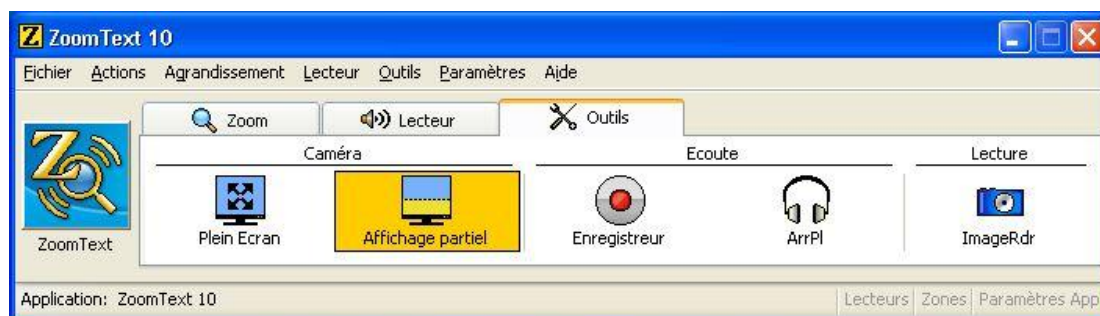 ZoomText 10
Fichier Actions Agrandissement Lecteur Outils Paramètres Aide
Zoom Lecteur Outils
Caméra Ecoute Lecture
ZoomText Plein Ecran Affichage partiel Enregistreur ArrPl ImageRdr
Application: ZoomText 10 Lecteurs Zones Paramètres App